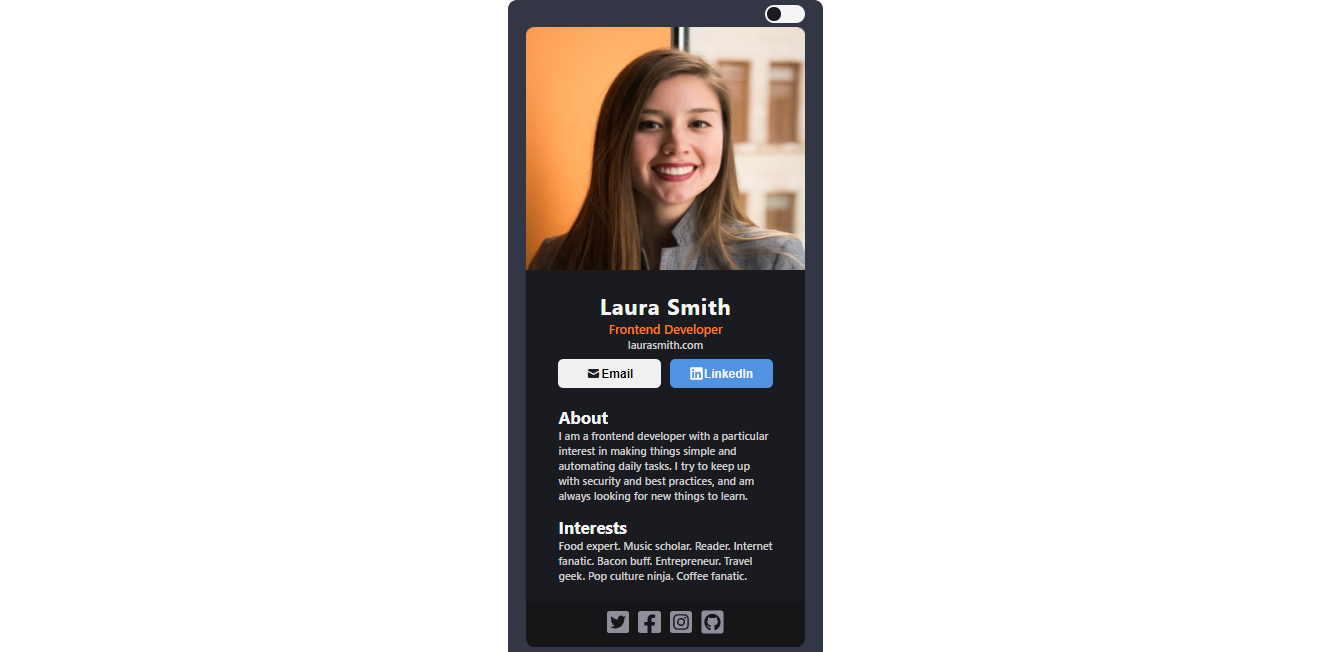 Laura Smith
Frontend Developer
laurasmith.com
Email
LinkedIn
About
I am a frontend developer with a particular
interest in making things simple and
automating daily tasks. I try to keep up
with security and best practices, and am
always looking for new things to learn.
Interests
Food expert. Music scholar. Reader. Internet
fanatic. Bacon buff. Entrepreneur. Travel
geek. Pop culture ninja. Coffee fanatic.